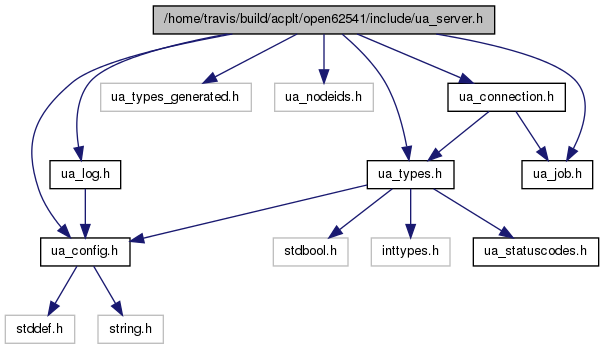 /home/travis/build/acplt/open62541/include/ua_server.h
ua_types_generated.h
ua_nodeids.h
ua_connection.h
ua_log.h
ua_types.h
ua_job.h
ua_config.h
stdbool.h
inttypes.h
ua_statuscodes.h
stddef.h
string.h